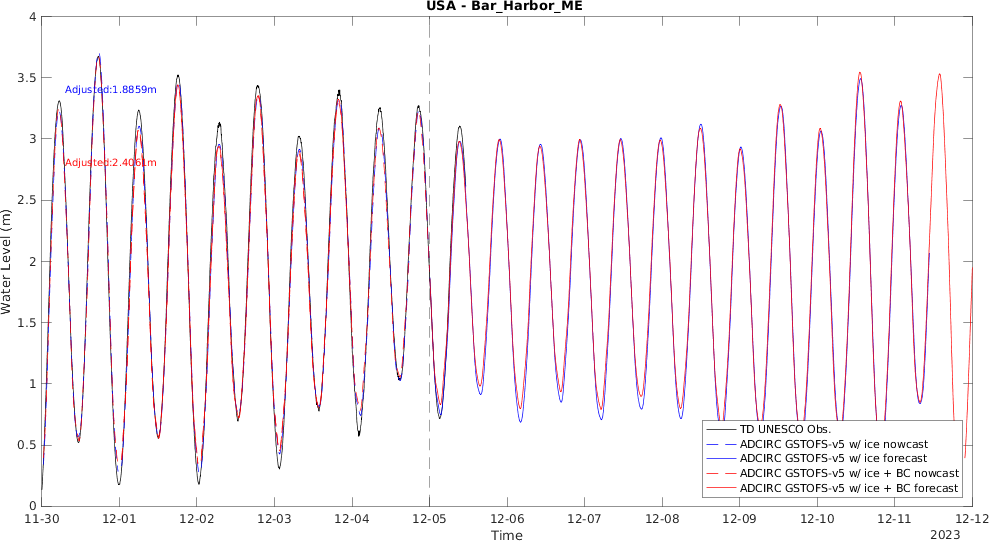 USA - Bar_Harbor_ME
4
3.5
3
2.5
2
1.5
1
0.5
0
Water Level (m)
Adjusted:1.8859m
Adjusted:2.4061m
TD UNESCO Obs.
ADCIRC GSTOFS-v5 w/ ice nowcast
ADCIRC GSTOFS-v5 w/ ice forecast
ADCIRC GSTOFS-v5 w/ ice + BC nowcast
ADCIRC GSTOFS-v5 w/ ice + BC forecast
11-30 12-01 12-02 12-03 12-04 12-05 12-06 12-07 12-08 12-09 12-10 12-11 12-12
Time
2023